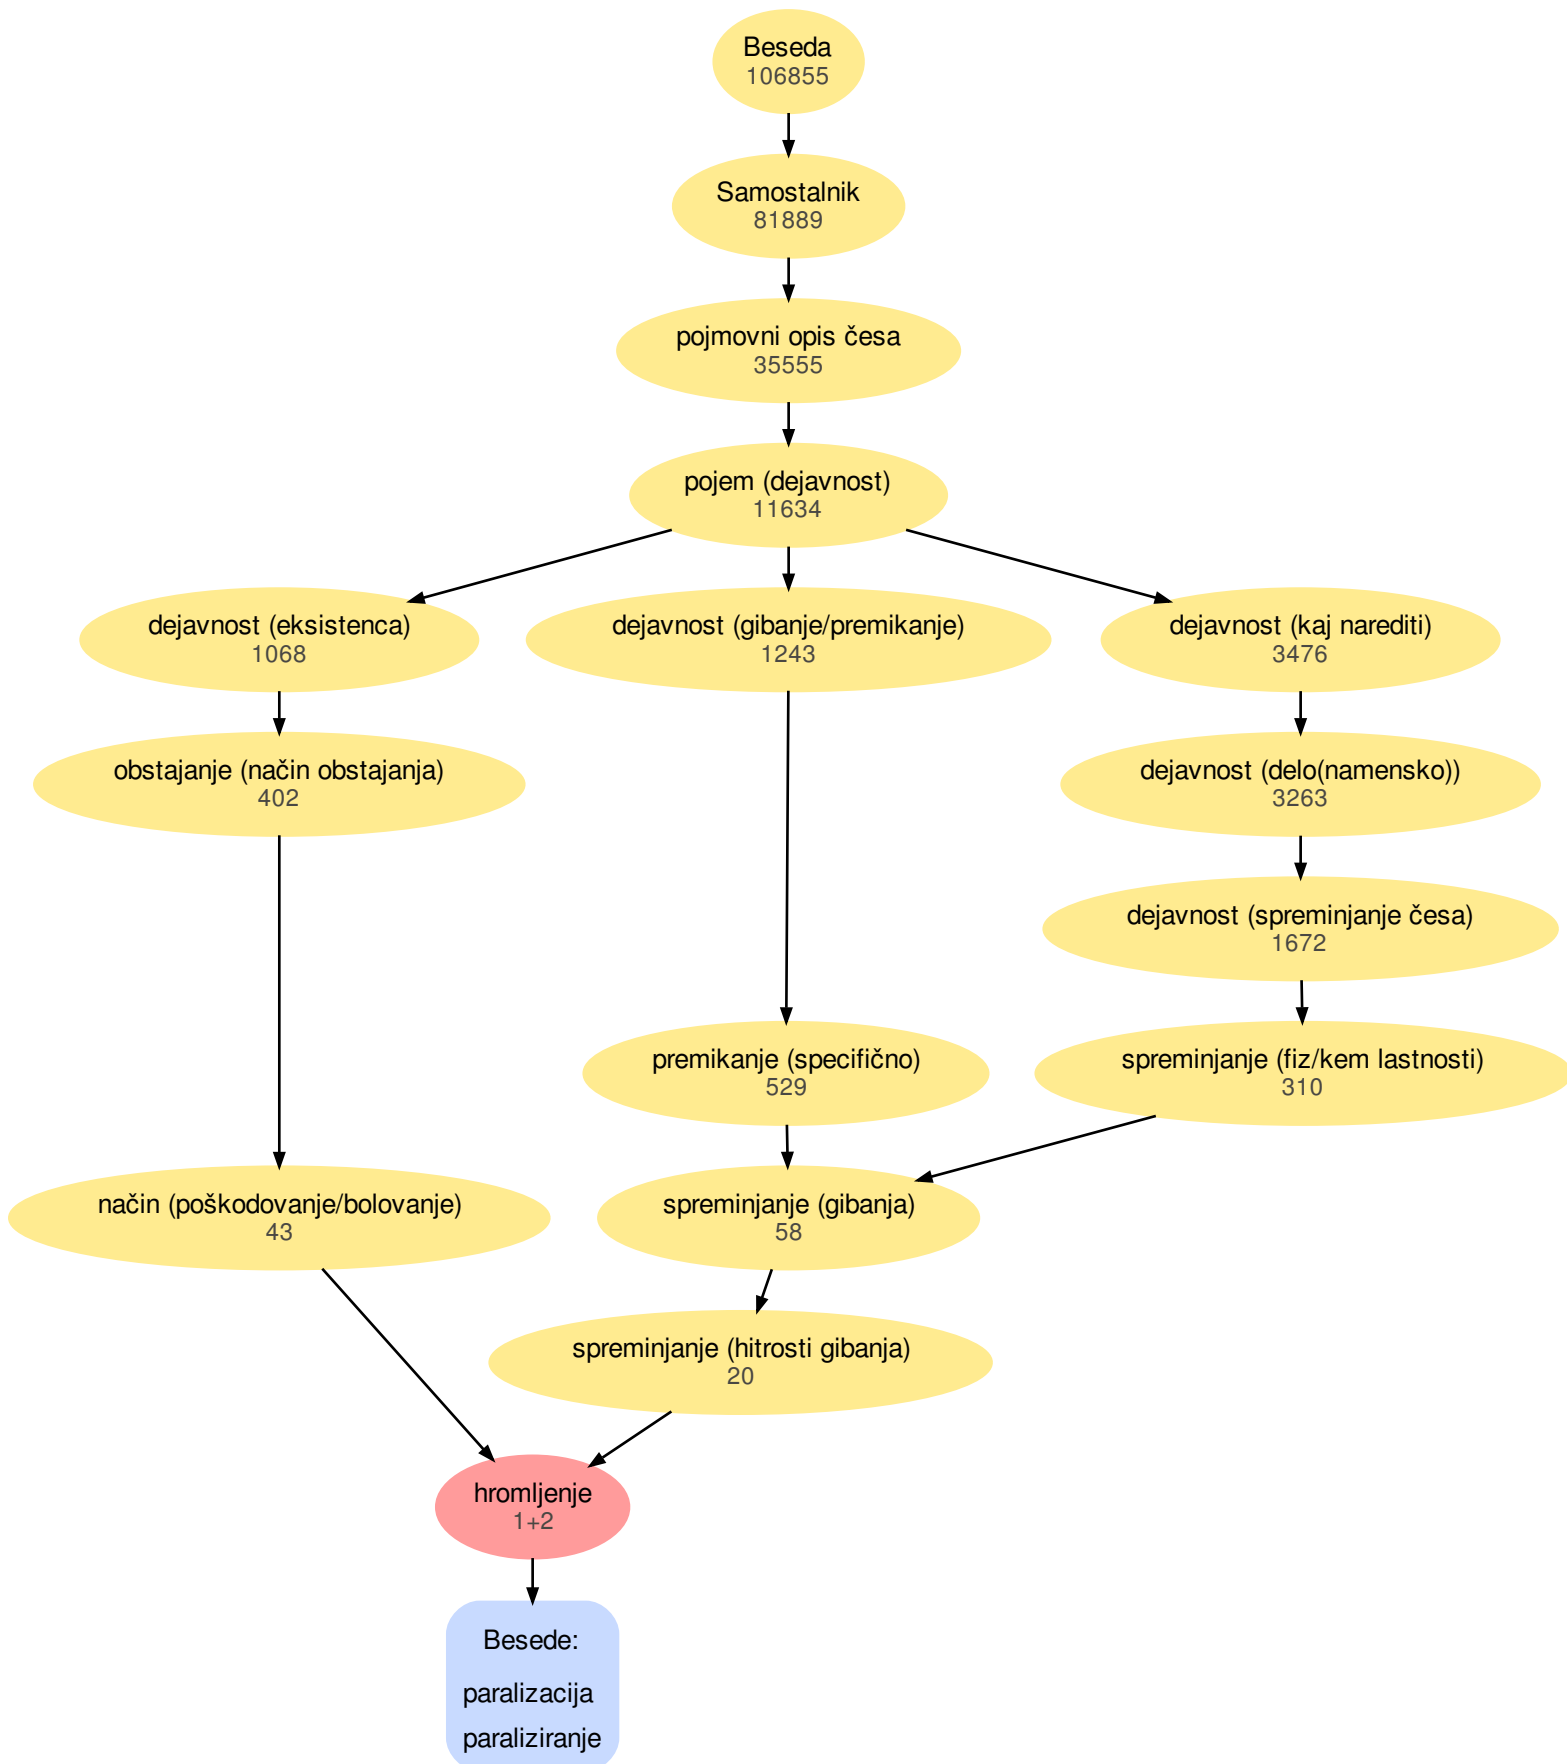 Beseda
106855
Samostalnik
81889
pojmovni opis česa
35555
pojem (dejavnost)
11634
dejavnost (eksistenca)
1068
dejavnost (gibanje/premikanje)
1243
dejavnost (kaj narediti)
3476
obstajanje (način obstajanja)
402
dejavnost (delo(namensko))
3263
dejavnost (spreminjanje česa)
1672
premikanje (specifično)
529
spreminjanje (fiz/kem lastnosti)
310
način (poškodovanje/bolovanje)
43
spreminjanje (gibanja)
58
spreminjanje (hitrosti gibanja)
20
hromljenje
1+2
Besede:
paralizacija
paraliziranje